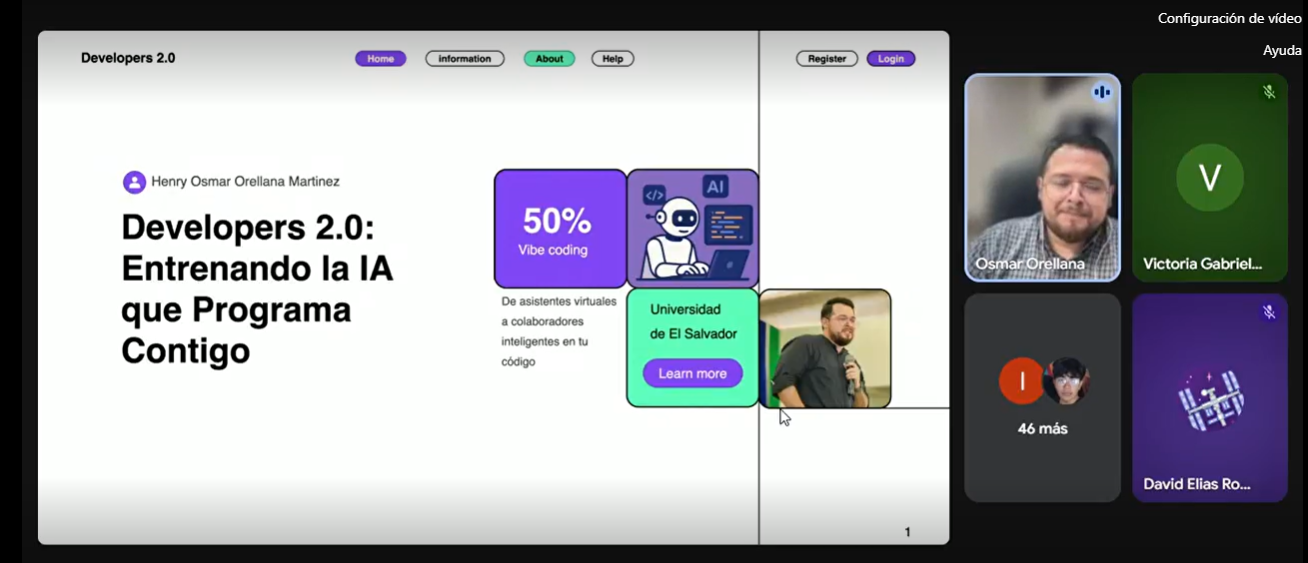 Configuración de vídeo
Ayuda
Developers 2.0
Home
information
About
Help
Register
Login
Henry Osmar Orellana Martinez
Developers 2.0:
Entrenando la IA
que Programa
Contigo
50%
Vibe coding
</>
AI
De asistentes virtuales
a colaboradores
inteligentes en tu
código
Universidad
de El Salvador
Learn more
1
Osmar Orellana
V
Victoria Gabriel...
I
46 más
David Elias Ro...